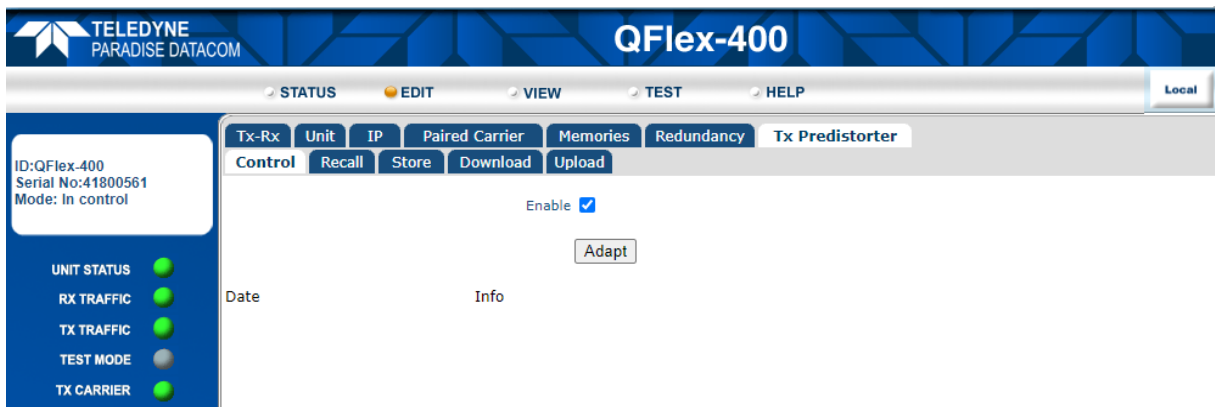 TELEDYNE
PARADISE DATACOM
QFlex-400
STATUS EDIT VIEW TEST HELP
Local
Tx-Rx Unit IP Paired Carrier Memories Redundancy Tx Predistorter
Control Recall Store Download Upload
ID:QFlex-400
Serial No:41800561
Mode: In control
Enable
Adapt
UNIT STATUS
RX TRAFFIC
Date Info
TX TRAFFIC
TEST MODE
TX CARRIER